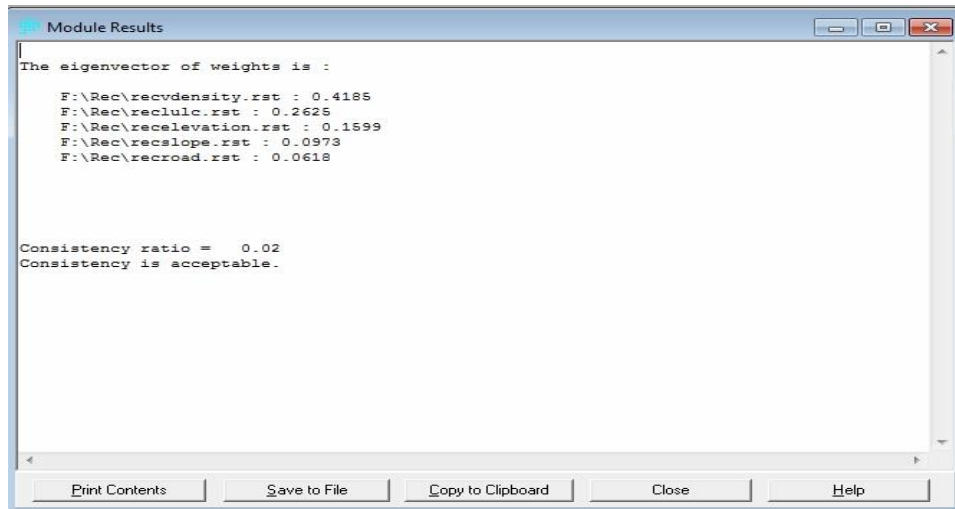 Module Results
The eigenvector of weights is :
F:\Rec\recvdensity.rst : 0.4185
F:\Rec\reclulc.rst : 0.2625
F:\Rec\recelevation.rst : 0.1599
F:\Rec\recslope.rst : 0.0973
F:\Rec\recroad.rst : 0.0618
Consistency ratio = 0.02
Consistency is acceptable.
Print Contents
Save to File
Copy to Clipboard
Close
Help